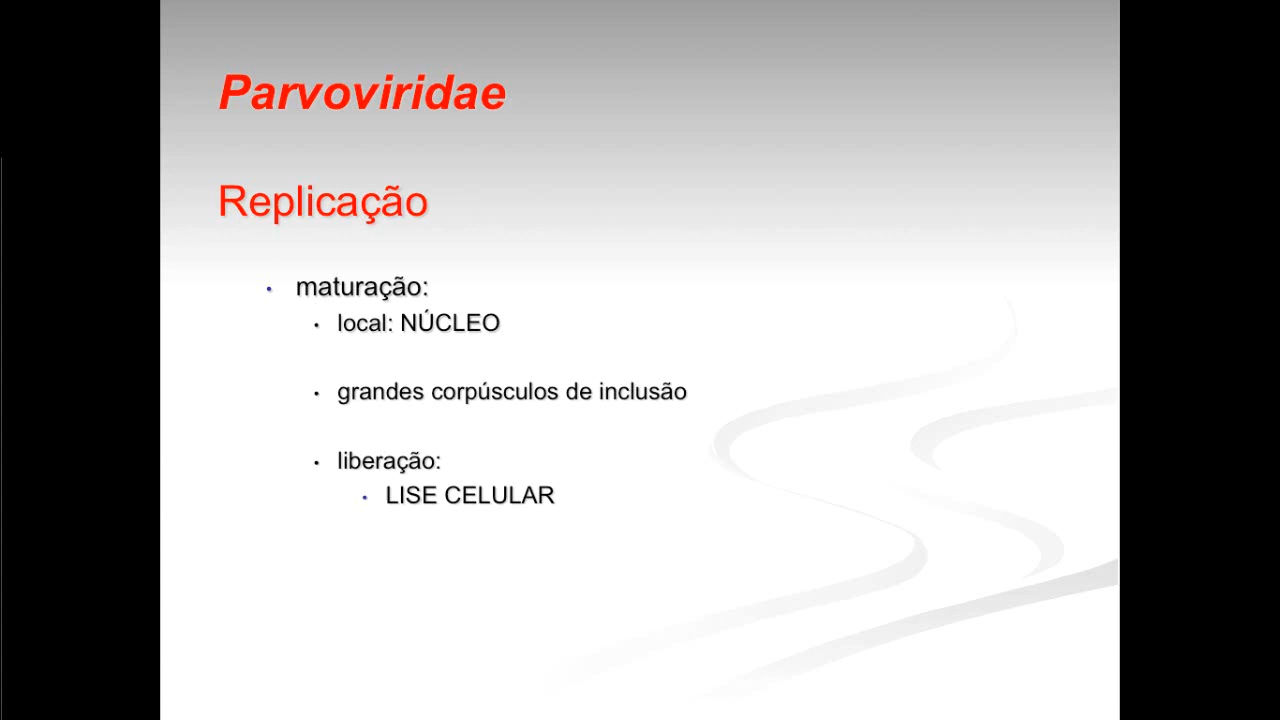 Parvoviridae
Replicação
• maturação:
• local: NÚCLEO
• grandes corpúsculos de inclusão
• liberação:
• LISE CELULAR